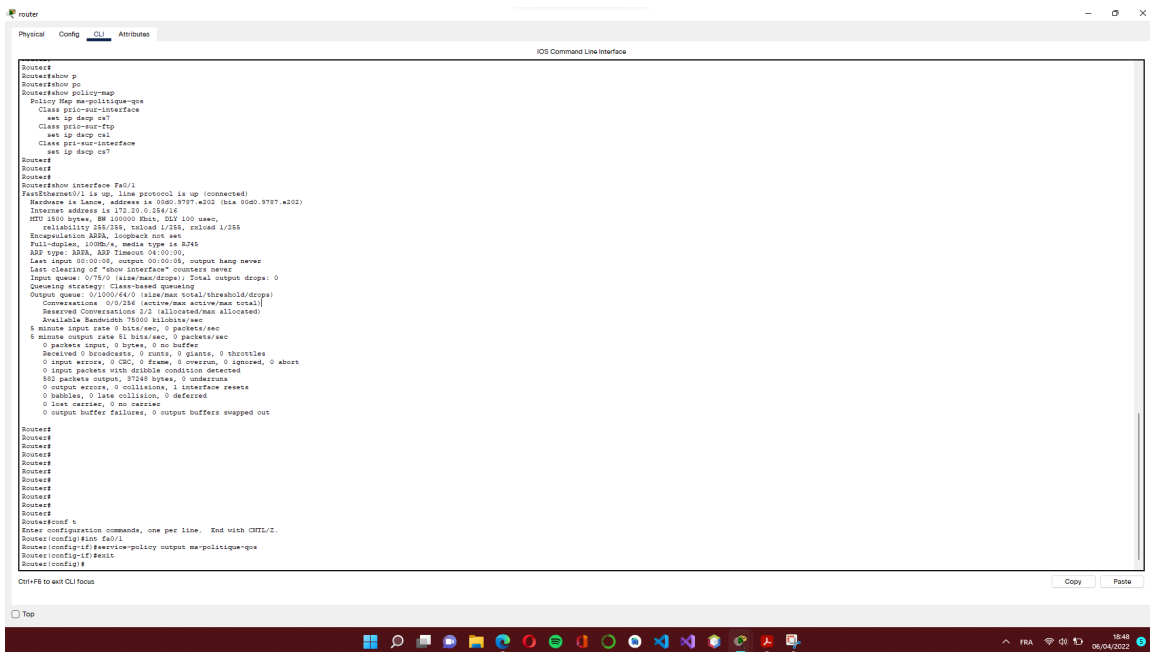 router
Physical Config CLI Attributes
IOS Command Line Interface
Router#
Router#show p
Router#show po
Router#show policy-map
Policy Map ma-politique-qos
Class prio-sur-interface
set ip dscp cs7
Class prio-sur-ftp
set ip dscp cs1
Class pri-sur-interface
set ip dscp cs7
Router#
Router#
Router#
Router#show interface Fa0/1
FastEthernet0/1 is up, line protocol is up (connected)
Hardware is Lance, address is 00d0.9787.e202 (bia 00d0.9787.e202)
Internet address is 172.20.0.254/16
MTU 1500 bytes, BW 100000 Kbit, DLY 100 usec,
reliability 255/255, txload 1/255, rxload 1/255
Encapsulation ARPA, loopback not set
Full-duplex, 100Mb/s, media type is RJ45
ARP type: ARPA, ARP Timeout 04:00:00,
Last input 00:00:08, output 00:00:05, output hang never
Last clearing of "show interface" counters never
Input queue: 0/75/0 (size/max/drops); Total output drops: 0
Queueing strategy: Class-based queueing
Output queue: 0/1000/64/0 (size/max total/threshold/drops)
Conversations 0/0/256 (active/max active/max total)
Reserved Conversations 2/2 (allocated/max allocated)
Available Bandwidth 75000 kilobits/sec
5 minute input rate 0 bits/sec, 0 packets/sec
5 minute output rate 51 bits/sec, 0 packets/sec
0 packets input, 0 bytes, 0 no buffer
Received 0 broadcasts, 0 runts, 0 giants, 0 throttles
0 input errors, 0 CRC, 0 frame, 0 overrun, 0 ignored, 0 abort
0 input packets with dribble condition detected
582 packets output, 37248 bytes, 0 underruns
0 output errors, 0 collisions, 1 interface resets
0 babbles, 0 late collision, 0 deferred
0 lost carrier, 0 no carrier
0 output buffer failures, 0 output buffers swapped out
Router#
Router#
Router#
Router#
Router#
Router#
Router#
Router#
Router#
Router#
Router#
Router#conf t
Enter configuration commands, one per line. End with CNTL/Z.
Router(config)#int fa0/1
Router(config-if)#service-policy output ma-politique-qos
Router(config-if)#exit
Router(config)#
Ctrl+F6 to exit CLI focus
Copy Paste
Top
FRA 18:48
06/04/2022 5